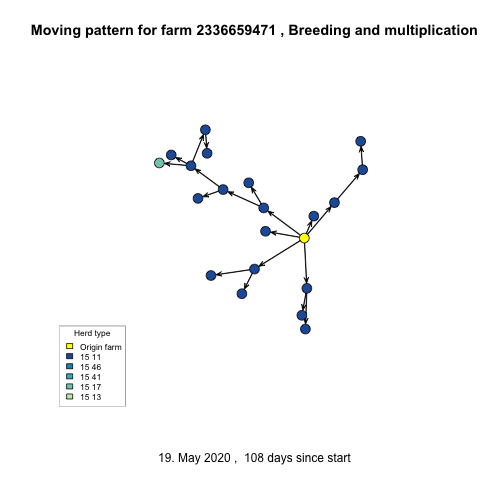 Moving pattern for farm 2336659471 , Breeding and multiplication
Herd type
Origin farm
15 11
15 46
15 41
15 17
15 13
19. May 2020 ,  108 days since start